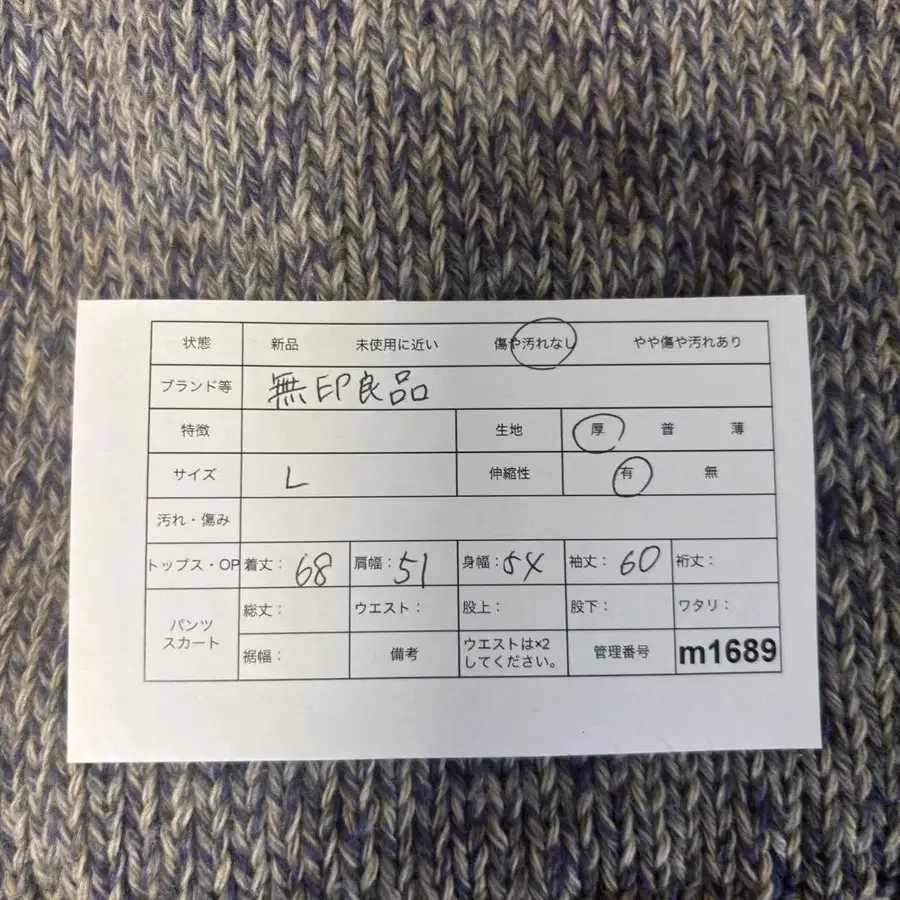 状態 新品 未使用に近い 傷や汚れなし やや傷や汚れあり
ブランド等 無印良品
特徴 生地 厚 普 薄
サイズ L 伸縮性 有 無
汚れ・傷み
トップス・OP 着丈： 68 肩幅： 51 身幅： 54 袖丈： 60 裄丈：
パンツ スカート 総丈： ウエスト： 股上： 股下： ワタリ：
裾幅： 備考 ウエストは×2 してください。 管理番号 m1689